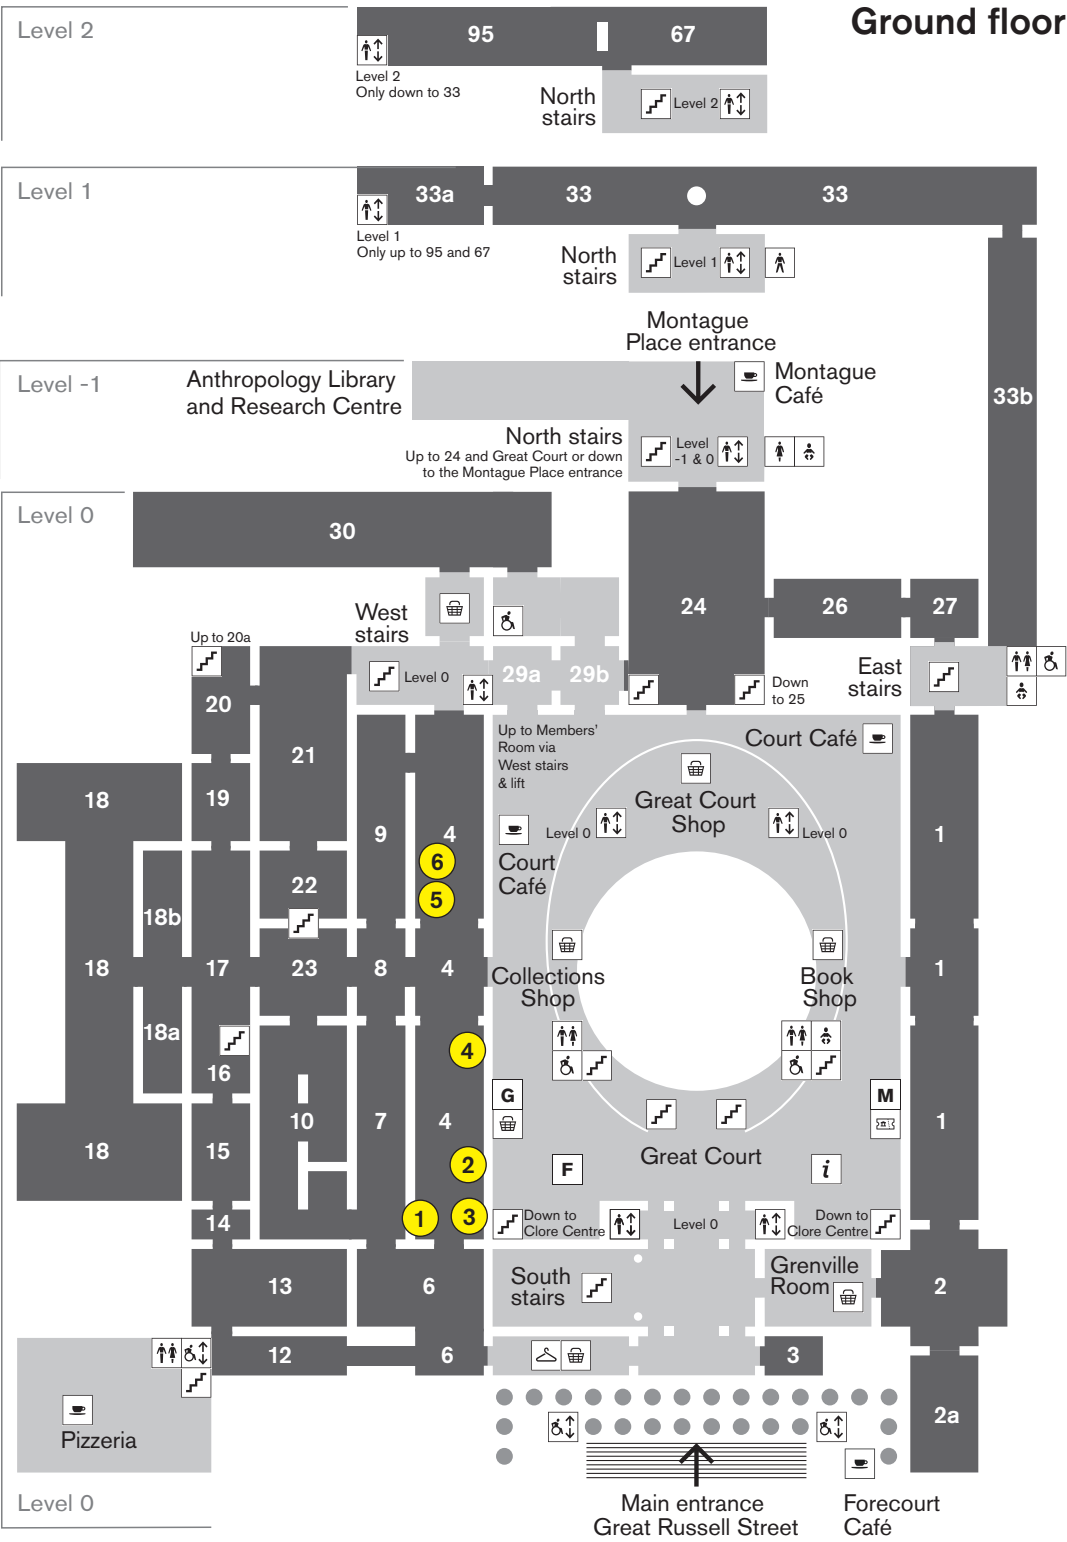 Ground floor
Level 2
95
67
Level 2
Only down to 33
North
stairs
Level 2
Level 1
33a
33
33
Level 1
Only up to 95 and 67
North
stairs
Level 1
Montague
Place entrance
Level -1
Anthropology Library
and Research Centre
Montague
Café
33b
North stairs
Up to 24 and Great Court or down
to the Montague Place entrance
Level
-1 & 0
Level 0
30
24
26
27
West
stairs
Up to 20a
Level 0
29a
29b
Down
to 25
East
stairs
20
21
Up to Members'
Room via
West stairs
& lift
Court Café
18
19
9
4
Great Court
Shop
Level 0
Level 0
1
6
5
Court
Café
22
18b
18
17
23
8
4
Collections
Shop
Book
Shop
1
18a
16
4
G
M
18
15
10
7
4
2
F
Great Court
i
1
14
1
3
Down to
Clore Centre
Level 0
Down to
Clore Centre
13
6
South
stairs
Grenville
Room
2
12
6
3
Pizzeria
2a
Level 0
Main entrance
Great Russell Street
Forecourt
Café